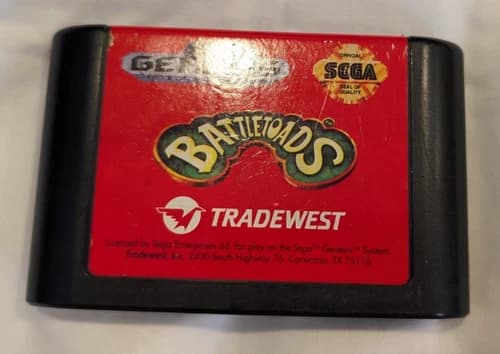 GENESIS
OFFICIAL
SEGA
SEAL OF
QUALITY
BATTLETOADS™
TRADEWEST
Licensed by Sega Enterprises Ltd. for play on the Sega™ Genesis™ System.
Tradewest, Inc. 2400 South Highway 75, Corsicana, TX 75110